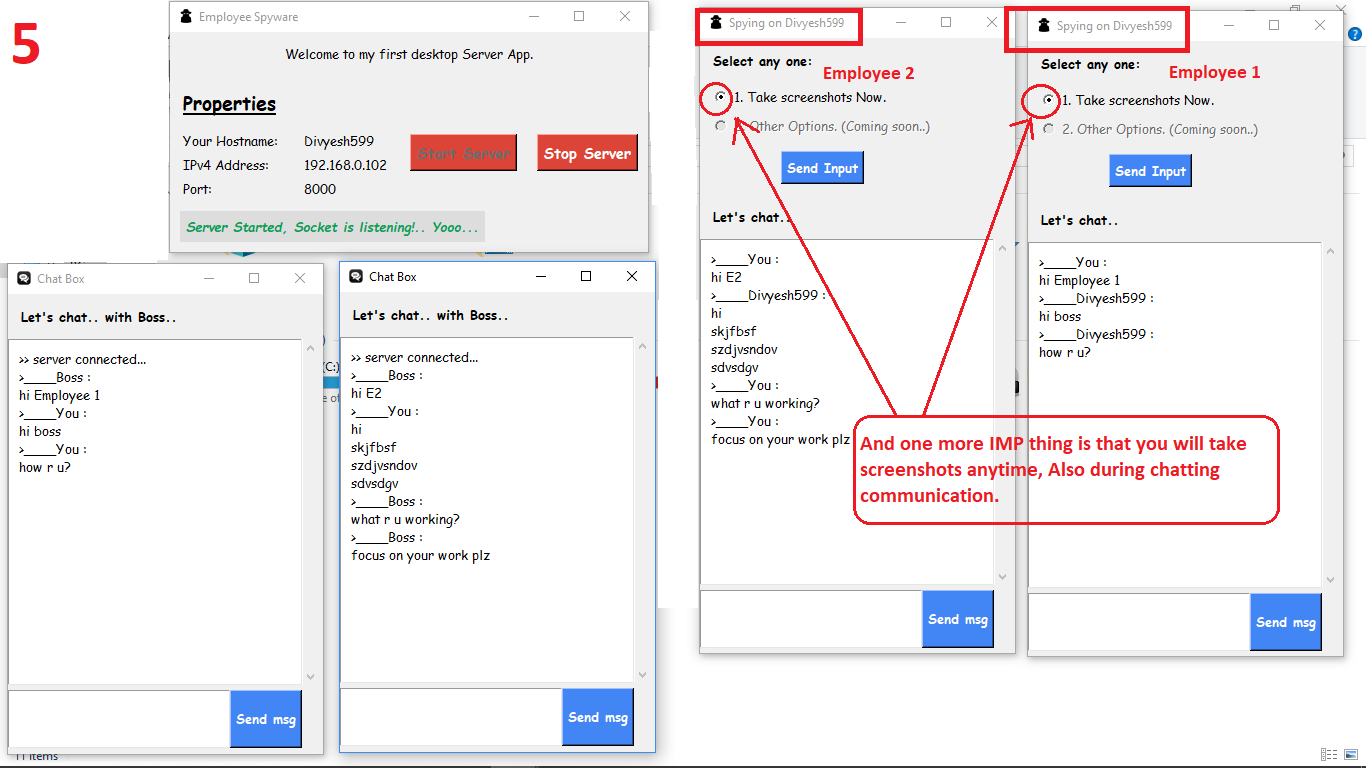 5
Employee Spyware
Welcome to my first desktop Server App.
Properties
Your Hostname: Divyesh599
IPv4 Address: 192.168.0.102
Port: 8000
Start Server
Stop Server
Server Started, Socket is listening!.. Yooo...
Spying on Divyesh599
Select any one:
Employee 2
1. Take screenshots Now.
Other Options. (Coming soon..)
Send Input
Let's chat..
>_____You :
hi E2
>_____Divyesh599 :
hi
skjfbsf
szdjvsndov
sdvsdgv
>_____You :
what r u working?
>_____You :
focus on your work plz
Send msg
Spying on Divyesh599
Select any one:
Employee 1
1. Take screenshots Now.
2. Other Options. (Coming soon..)
Send Input
Let's chat..
>_____You :
hi Employee 1
>_____Divyesh599 :
hi boss
>_____Divyesh599 :
how r u?
Send msg
And one more IMP thing is that you will take
screenshots anytime, Also during chatting
communication.
Chat Box
Let's chat.. with Boss..
>> server connected...
>_____Boss :
hi Employee 1
>_____You :
hi boss
>_____You :
how r u?
Send msg
Chat Box
Let's chat.. with Boss..
>> server connected...
>_____Boss :
hi E2
>_____You :
hi
skjfbsf
szdjvsndov
sdvsdgv
>_____Boss :
what r u working?
>_____Boss :
focus on your work plz
Send msg
(C:)
e of
11 items